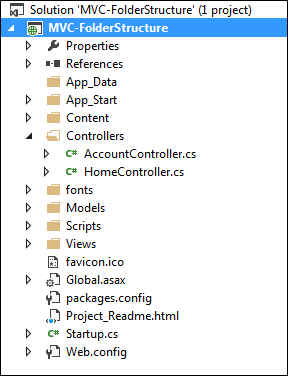 Solution 'MVC-FolderStructure' (1 project)
MVC-FolderStructure
Properties
References
App_Data
App_Start
Content
Controllers
C# AccountController.cs
C# HomeController.cs
fonts
Models
Scripts
Views
favicon.ico
Global.asax
packages.config
Project_Readme.html
C# Startup.cs
Web.config